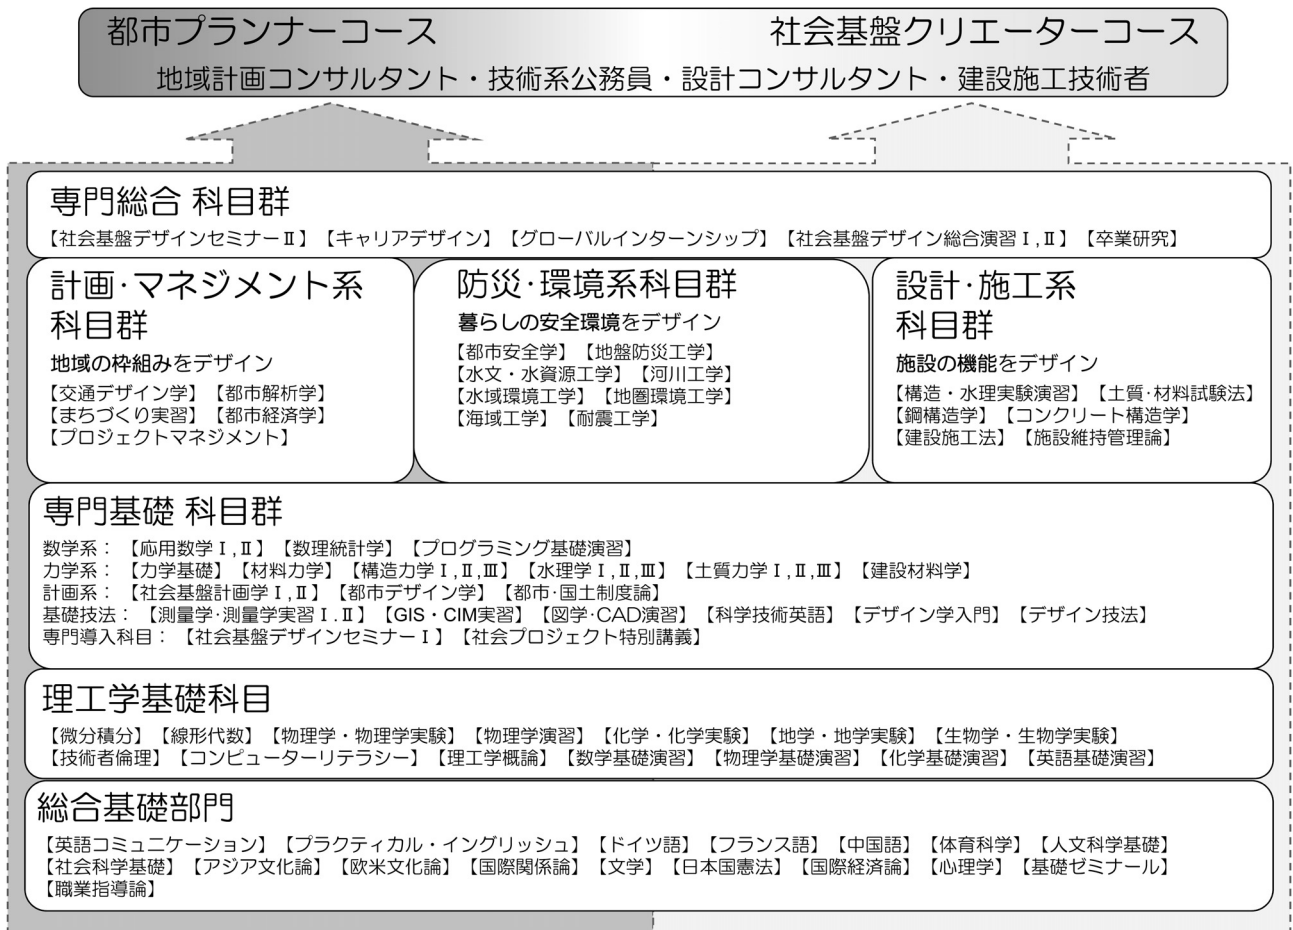 都市プランナーコース
社会基盤クリエーターコース
地域計画コンサルタント・技術系公務員・設計コンサルタント・建設施工技術者
専門総合 科目群
【社会基盤デザインセミナーⅡ】【キャリアデザイン】【グローバルインターンシップ】【社会基盤デザイン総合演習Ⅰ,Ⅱ】【卒業研究】
計画・マネジメント系
科目群
地域の枠組みをデザイン
【交通デザイン学】【都市解析学】
【まちづくり実習】【都市経済学】
【プロジェクトマネジメント】
防災・環境系科目群
暮らしの安全環境をデザイン
【都市安全学】【地盤防災工学】
【水文・水資源工学】【河川工学】
【水域環境工学】【地圏環境工学】
【海域工学】【耐震工学】
設計・施工系
科目群
施設の機能をデザイン
【構造・水理実験演習】【土質・材料試験法】
【鋼構造学】【コンクリート構造学】
【建設施工法】【施設維持管理論】
専門基礎 科目群
数学系：【応用数学Ⅰ,Ⅱ】【数理統計学】【プログラミング基礎演習】
力学系：【力学基礎】【材料力学】【構造力学Ⅰ,Ⅱ,Ⅲ】【水理学Ⅰ,Ⅱ,Ⅲ】【土質力学Ⅰ,Ⅱ,Ⅲ】【建設材料学】
計画系：【社会基盤計画学Ⅰ,Ⅱ】【都市デザイン学】【都市・国土制度論】
基礎技法：【測量学・測量学実習Ⅰ.Ⅱ】【GIS・CIM実習】【図学・CAD演習】【科学技術英語】【デザイン学入門】【デザイン技法】
専門導入科目：【社会基盤デザインセミナーⅠ】【社会プロジェクト特別講義】
理工学基礎科目
【微分積分】【線形代数】【物理学・物理学実験】【物理学演習】【化学・化学実験】【地学・地学実験】【生物学・生物学実験】
【技術者倫理】【コンピューターリテラシー】【理工学概論】【数学基礎演習】【物理学基礎演習】【化学基礎演習】【英語基礎演習】
総合基礎部門
【英語コミュニケーション】【プラクティカル・イングリッシュ】【ドイツ語】【フランス語】【中国語】【体育科学】【人文科学基礎】
【社会科学基礎】【アジア文化論】【欧米文化論】【国際関係論】【文学】【日本国憲法】【国際経済論】【心理学】【基礎ゼミナール】
【職業指導論】